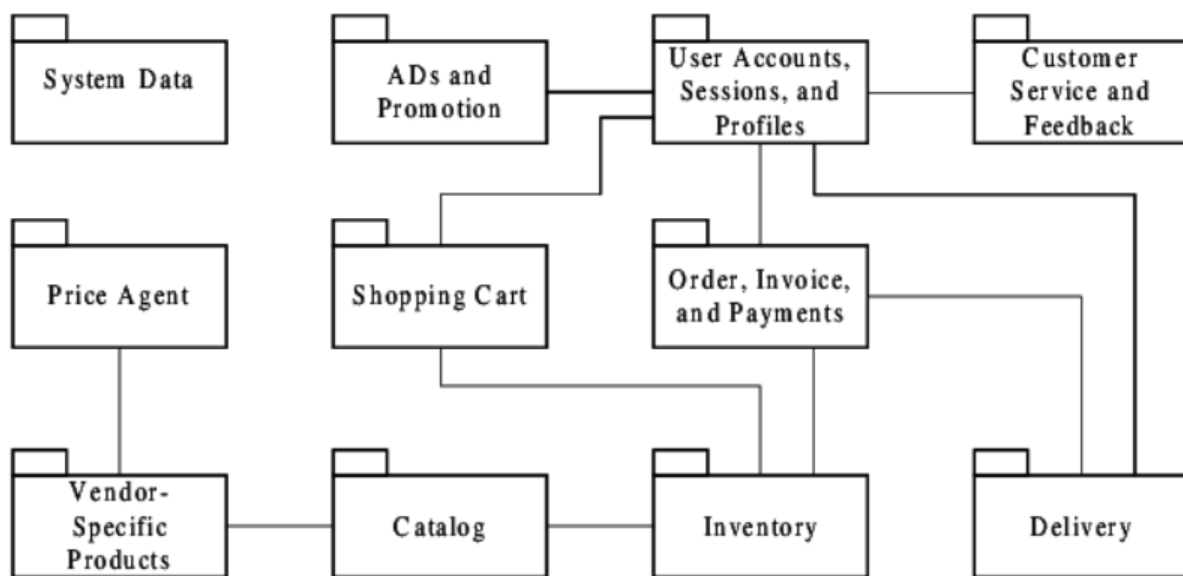 System Data
ADs and
Promotion
User Accounts,
Sessions, and
Profiles
Customer
Service and
Feedback
Price Agent
Shopping Cart
Order, Invoice,
and Payments
Vendor-
Specific
Products
Catalog
Inventory
Delivery